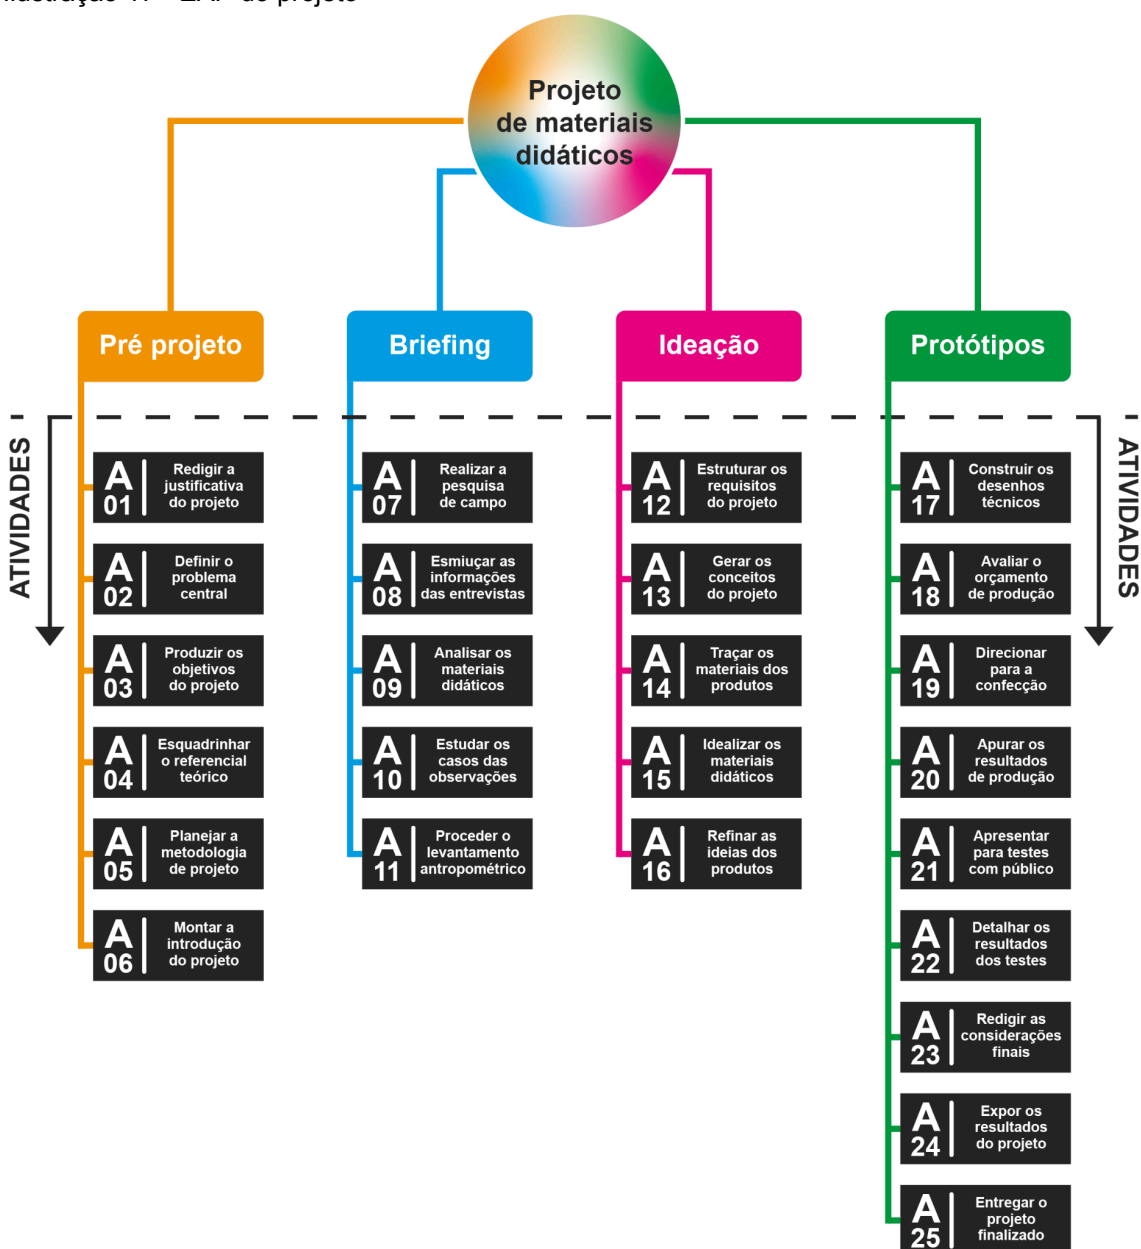 EAP do projeto
Projeto
de materiais
didáticos
Pré projeto
Briefing
Ideação
Protótipos
ATIVIDADES
ATIVIDADES
A
01
Redigir a
justificativa
do projeto
A
02
Definir o
problema
central
A
03
Produzir os
objetivos
do projeto
A
04
Esquadrinhar
o referencial
teórico
A
05
Planejar a
metodologia
de projeto
A
06
Montar a
introdução
do projeto
A
07
Realizar a
pesquisa
de campo
A
08
Esmiuçar as
informações
das entrevistas
A
09
Analisar os
materiais
didáticos
A
10
Estudar os
casos das
observações
A
11
Proceder o
levantamento
antropométrico
A
12
Estruturar os
requisitos
do projeto
A
13
Gerar os
conceitos
do projeto
A
14
Traçar os
materiais dos
produtos
A
15
Idealizar os
materiais
didáticos
A
16
Refinar as
ideias dos
produtos
A
17
Construir os
desenhos
técnicos
A
18
Avaliar o
orçamento
de produção
A
19
Direcionar
para a
confecção
A
20
Apurar os
resultados
de produção
A
21
Apresentar
para testes
com público
A
22
Detalhar os
resultados
dos testes
A
23
Redigir as
considerações
finais
A
24
Expor os
resultados
do projeto
A
25
Entregar o
projeto
finalizado